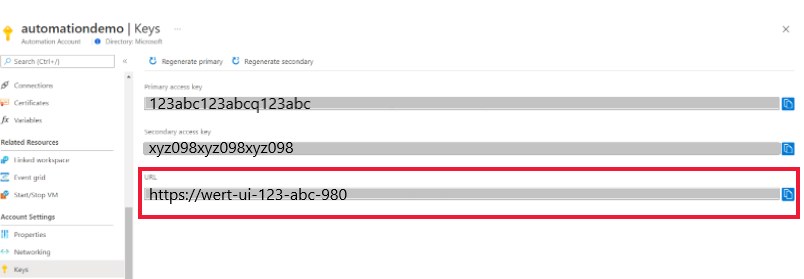 automationdemo | Keys ...
Automation Account Directory: Microsoft
Search (Ctrl+/)
Connections
Certificates
Variables
Related Resources
Linked workspace
Event grid
Start/Stop VM
Account Settings
Properties
Networking
Keys
Regenerate primary Regenerate secondary
Primary access key
123abc123abcq123abc
Secondary access key
xyz098xyz098xyz098
URL
https://wert-ui-123-abc-980